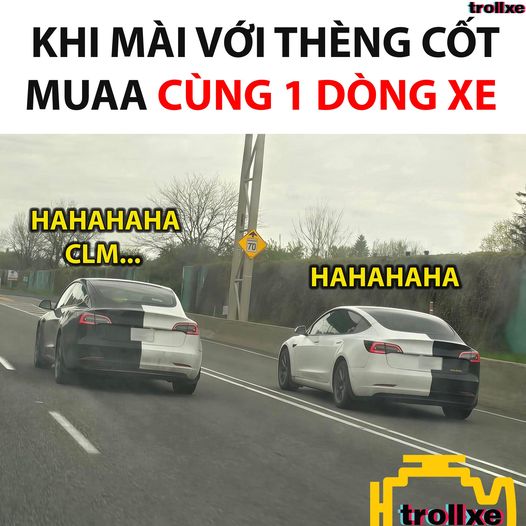 trollxe
KHI MÀI VỚI THÈNG CỐT
MUAA CÙNG 1 DÒNG XE
HAHAHAHA
CLM...
HAHAHAHA
70
trollxe